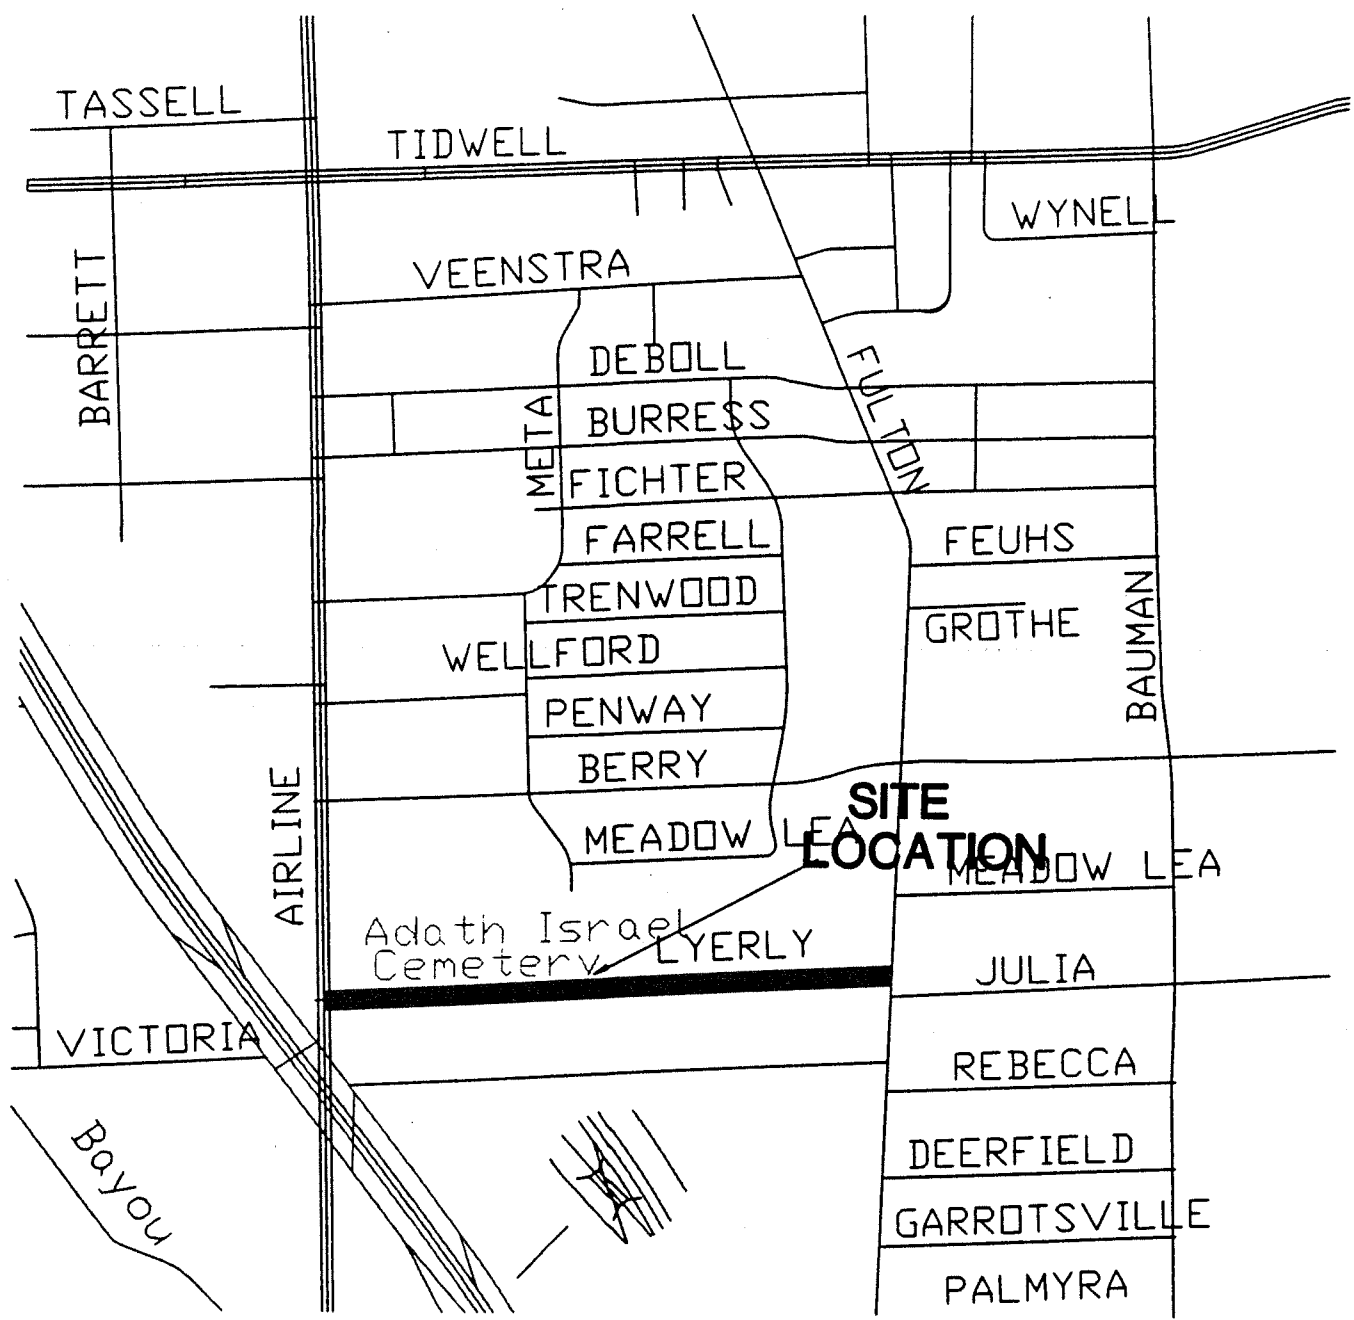 TASSELL
TIDWELL
WYNELL
BARRETT
VEENSTRA
DEBOLL
FULTON
META
BURRESS
FICHTER
FARRELL
FEUHS
TRENWOOD
GROTHE
BAUMAN
WELLFORD
PENWAY
BERRY
AIRLINE
SITE
LOCATION
MEADOW LEA
MEADOW LEA
Adath Israel
Cemetery
LYERLY
JULIA
VICTORIA
REBECCA
Bayou
DEERFIELD
GARROTSVILLE
PALMYRA